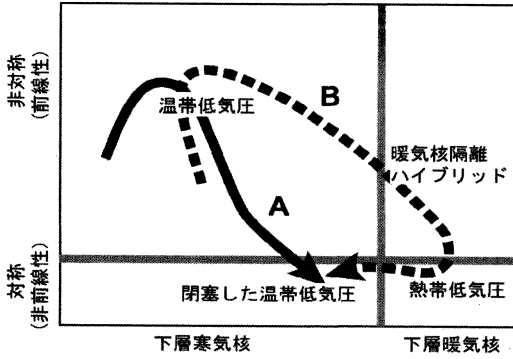 非対称
(前線性)
対称
(非前線性)
温帯低気圧
B
暖気核隔離
ハイブリッド
A
閉塞した温帯低気圧
熱帯低気圧
下層寒気核
下層暖気核